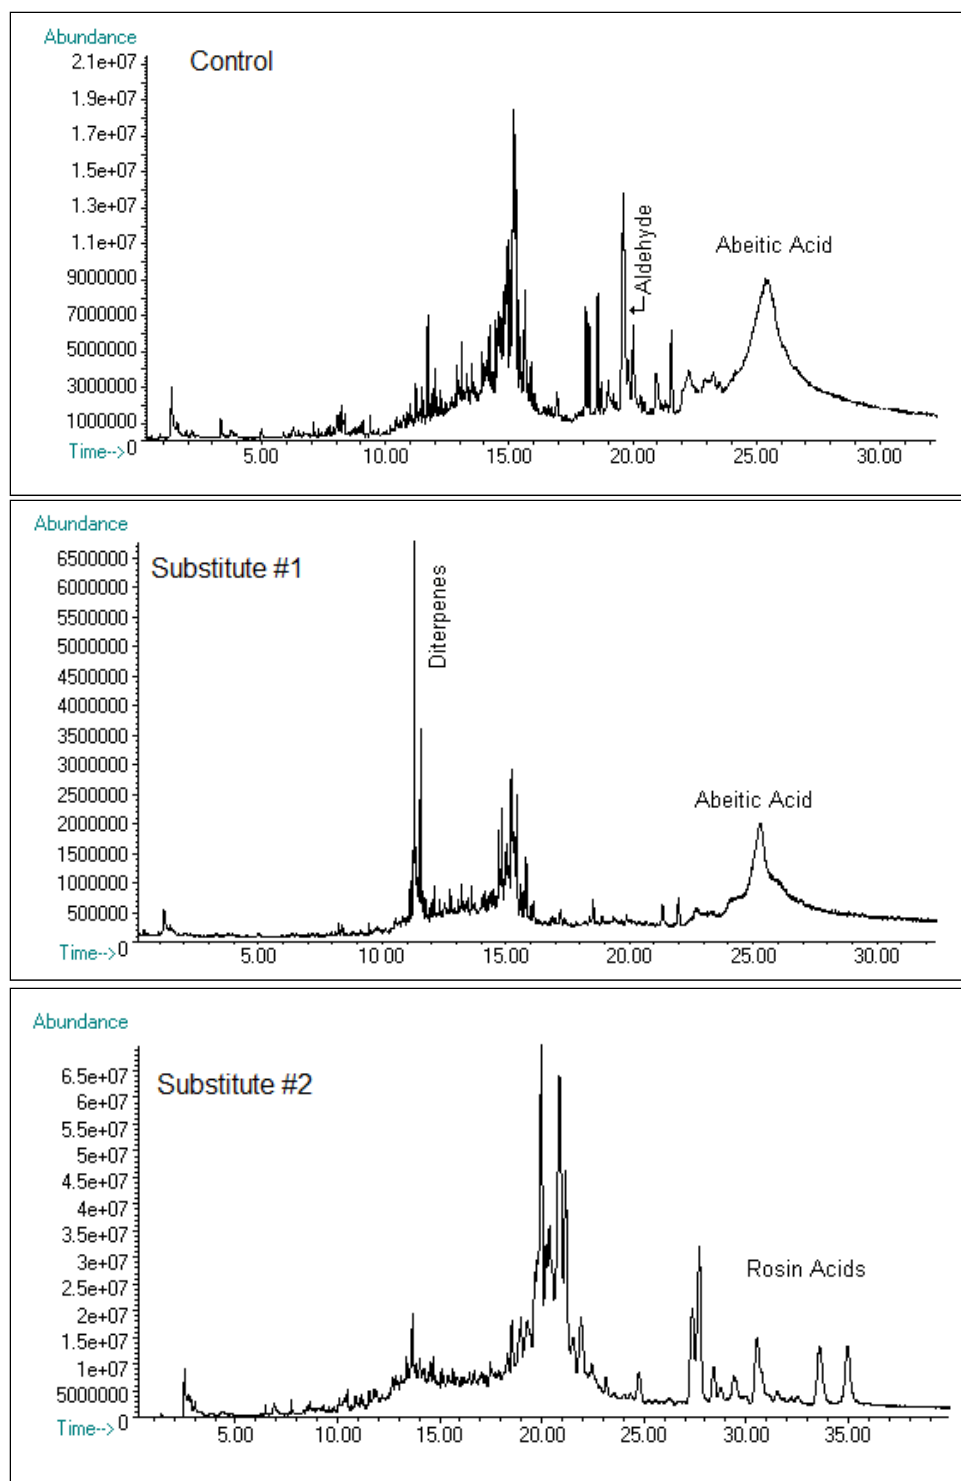 Abundance
Control
2.1e+07
1.9e+07
1.7e+07
1.5e+07
1.3e+07
1.1e+07
9000000
7000000
5000000
3000000
1000000
0
Aldehyde
Abeitic Acid
Time-->
5.00 10.00 15.00 20.00 25.00 30.00
Abundance
Substitute #1
6500000
6000000
5500000
5000000
4500000
4000000
3500000
3000000
2500000
2000000
1500000
1000000
500000
0
Diterpenes
Abeitic Acid
Time-->
5.00 10.00 15.00 20.00 25.00 30.00
Abundance
Substitute #2
6.5e+07
6e+07
5.5e+07
5e+07
4.5e+07
4e+07
3.5e+07
3e+07
2.5e+07
2e+07
1.5e+07
1e+07
5000000
0
Rosin Acids
Time-->
5.00 10.00 15.00 20.00 25.00 30.00 35.00